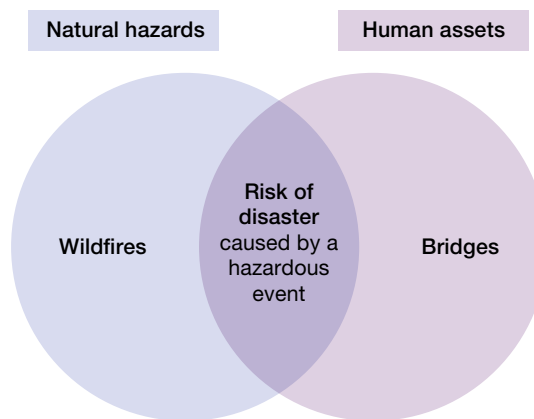 Natural hazards
Human assets
Wildfires
Risk of
disaster
caused by a
hazardous
event
Bridges